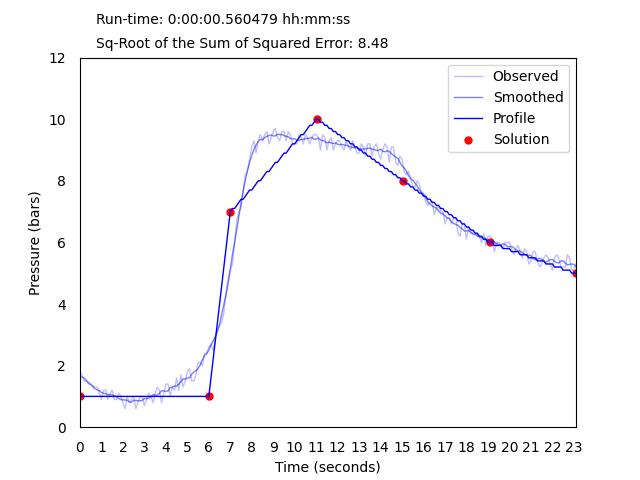 Run-time: 0:00:00.560479 hh:mm:ss
Sq-Root of the Sum of Squared Error: 8.48
12
10
8
6
4
2
0
Pressure (bars)
Observed
Smoothed
Profile
Solution
0 1 2 3 4 5 6 7 8 9 10 11 12 13 14 15 16 17 18 19 20 21 22 23
Time (seconds)